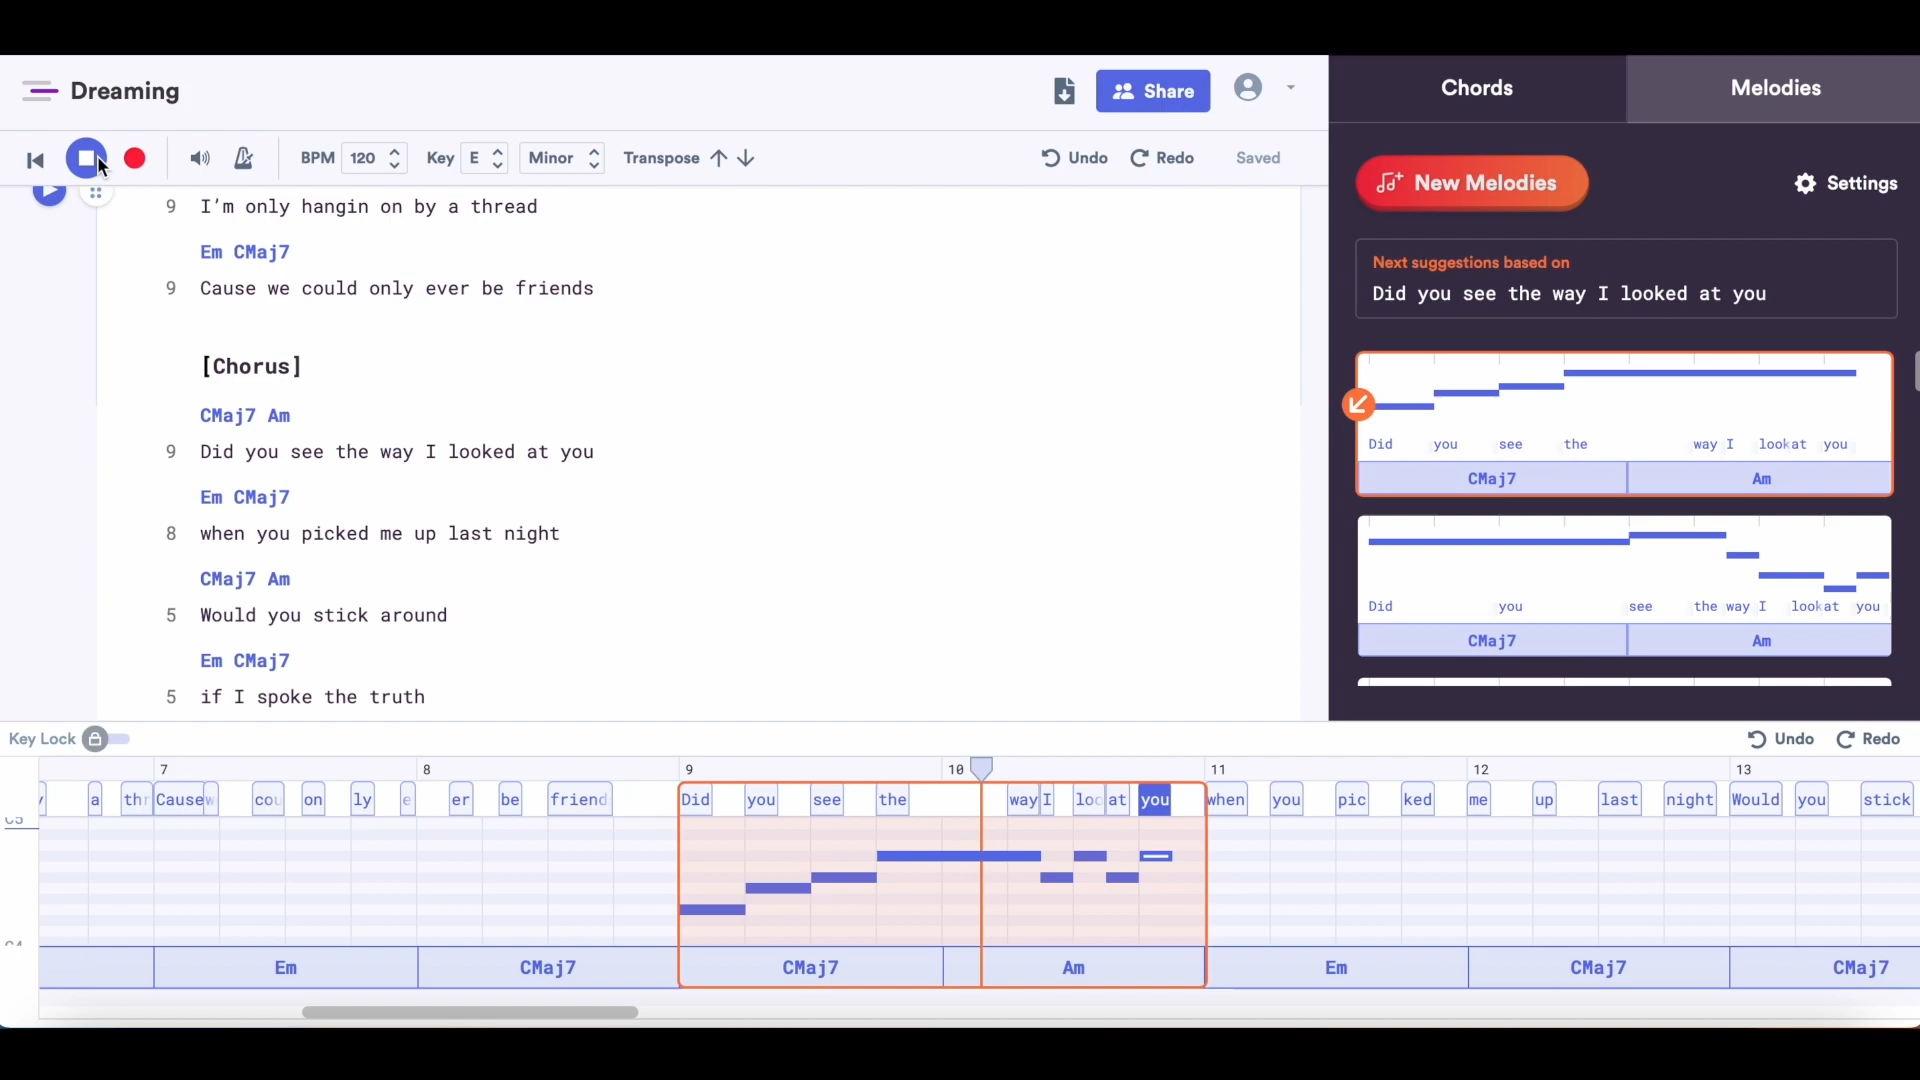 Dreaming
Share
Chords
Melodies
BPM 120
Key E
Minor
Transpose
Undo
Redo
Saved
New Melodies
Settings
9 I’m only hangin on by a thread
Em CMaj7
9 Cause we could only ever be friends
[Chorus]
CMaj7 Am
9 Did you see the way I looked at you
Em CMaj7
8 when you picked me up last night
CMaj7 Am
5 Would you stick around
Em CMaj7
5 if I spoke the truth
Next suggestions based on
Did you see the way I looked at you
Did you see the way I look at you
CMaj7 Am
Did you see the way I look at you
CMaj7 Am
Key Lock
Undo
Redo
7 8 9 10 11 12 13
a thr Cause cou on ly e er be friend Did you see the way I loo at you when you pic ked me up last night Would you stick
C5
Em CMaj7 CMaj7 Am Em CMaj7 CMaj7